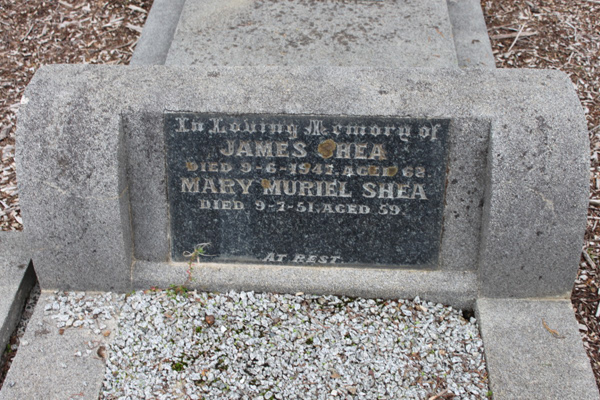 In Loving Memory of
JAMES SHEA
DIED 9-6-1947. AGED 62
MARY MURIEL SHEA
DIED 9-7-51. AGED 59.
AT REST.